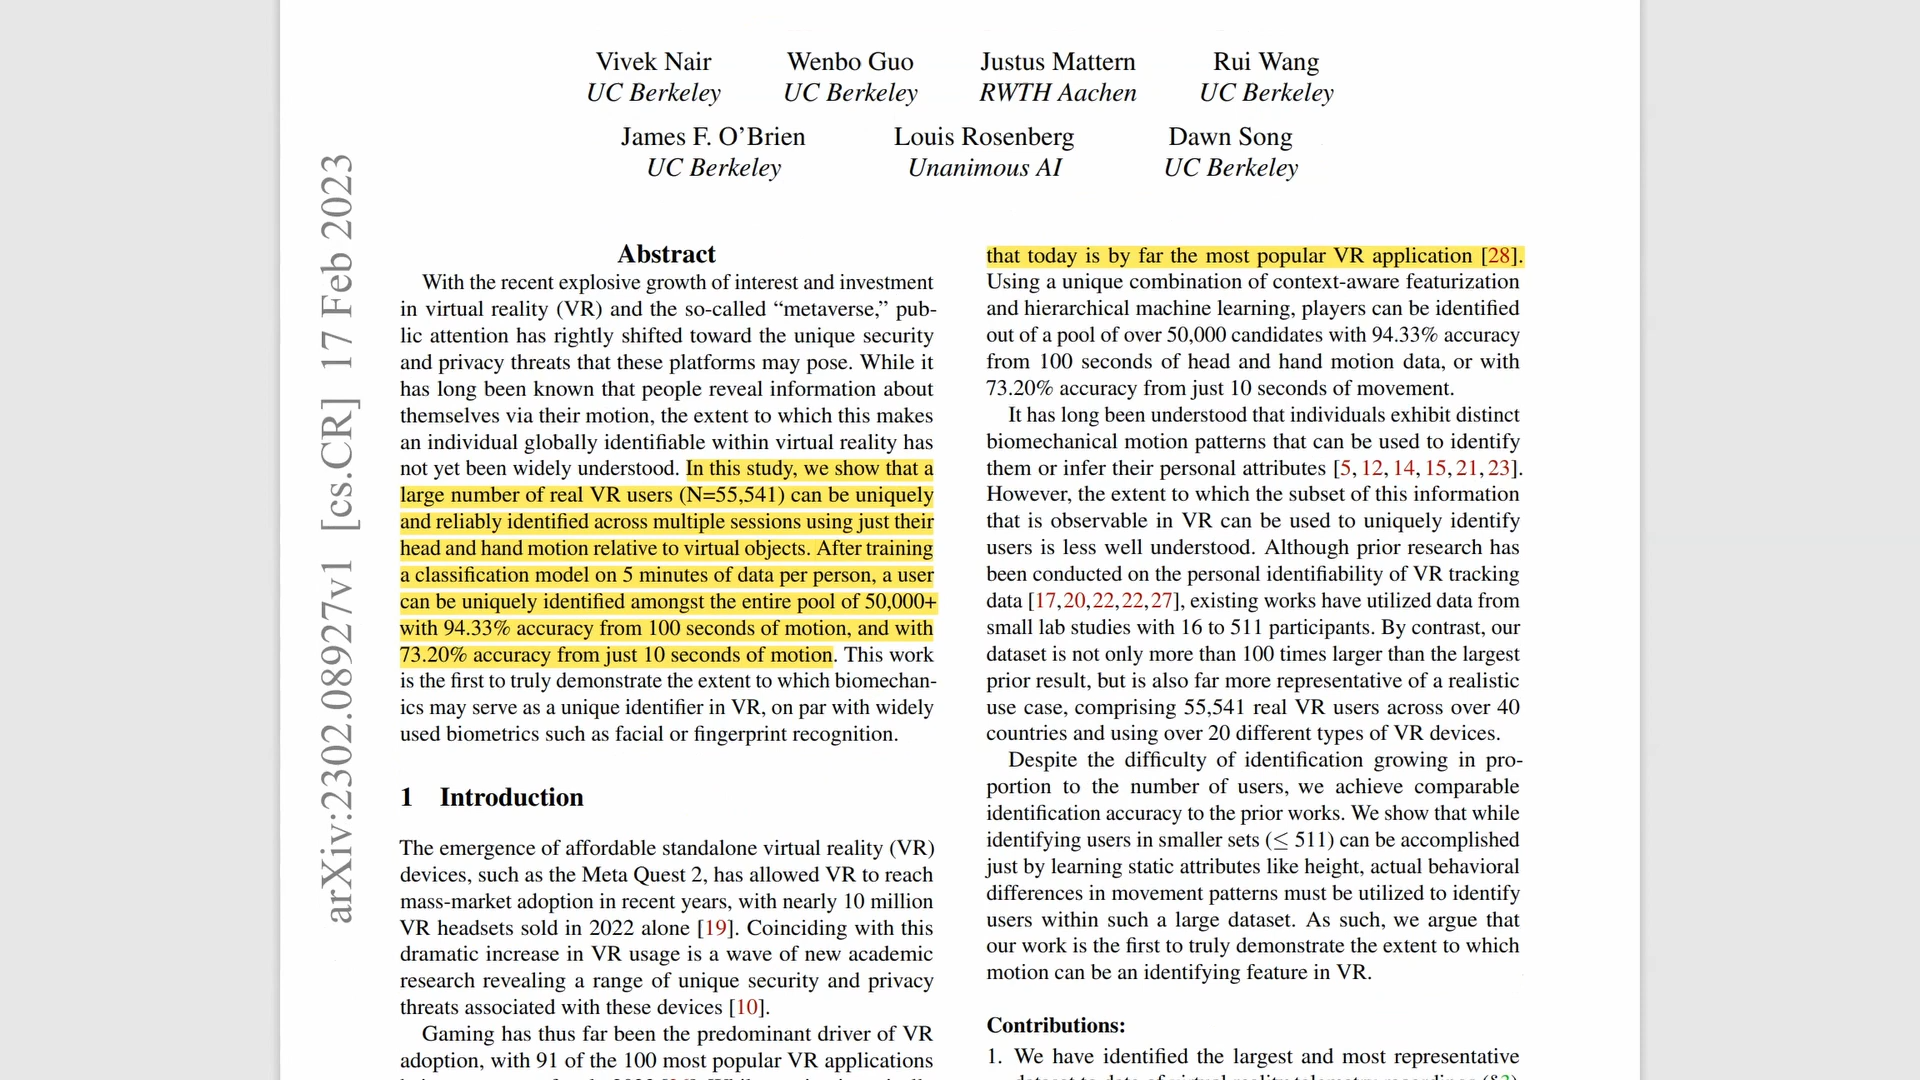 Vivek Nair Wenbo Guo Justus Mattern Rui Wang
UC Berkeley UC Berkeley RWTH Aachen UC Berkeley
James F. O’Brien Louis Rosenberg Dawn Song
UC Berkeley Unanimous AI UC Berkeley
arXiv:2302.08927v1 [cs.CR] 17 Feb 2023
Abstract
With the recent explosive growth of interest and investment
in virtual reality (VR) and the so-called “metaverse,” pub-
lic attention has rightly shifted toward the unique security
and privacy threats that these platforms may pose. While it
has long been known that people reveal information about
themselves via their motion, the extent to which this makes
an individual globally identifiable within virtual reality has
not yet been widely understood. In this study, we show that a
large number of real VR users (N=55,541) can be uniquely
and reliably identified across multiple sessions using just their
head and hand motion relative to virtual objects. After training
a classification model on 5 minutes of data per person, a user
can be uniquely identified amongst the entire pool of 50,000+
with 94.33% accuracy from 100 seconds of motion, and with
73.20% accuracy from just 10 seconds of motion. This work
is the first to truly demonstrate the extent to which biomechan-
ics may serve as a unique identifier in VR, on par with widely
used biometrics such as facial or fingerprint recognition.
1 Introduction
The emergence of affordable standalone virtual reality (VR)
devices, such as the Meta Quest 2, has allowed VR to reach
mass-market adoption in recent years, with nearly 10 million
VR headsets sold in 2022 alone [19]. Coinciding with this
dramatic increase in VR usage is a wave of new academic
research revealing a range of unique security and privacy
threats associated with these devices [10].
Gaming has thus far been the predominant driver of VR
adoption, with 91 of the 100 most popular VR applications
that today is by far the most popular VR application [28].
Using a unique combination of context-aware featurization
and hierarchical machine learning, players can be identified
out of a pool of over 50,000 candidates with 94.33% accuracy
from 100 seconds of head and hand motion data, or with
73.20% accuracy from just 10 seconds of movement.
It has long been understood that individuals exhibit distinct
biomechanical motion patterns that can be used to identify
them or infer their personal attributes [5, 12, 14, 15, 21, 23].
However, the extent to which the subset of this information
that is observable in VR can be used to uniquely identify
users is less well understood. Although prior research has
been conducted on the personal identifiability of VR tracking
data [17,20,22,22,27], existing works have utilized data from
small lab studies with 16 to 511 participants. By contrast, our
dataset is not only more than 100 times larger than the largest
prior result, but is also far more representative of a realistic
use case, comprising 55,541 real VR users across over 40
countries and using over 20 different types of VR devices.
Despite the difficulty of identification growing in pro-
portion to the number of users, we achieve comparable
identification accuracy to the prior works. We show that while
identifying users in smaller sets (≤ 511) can be accomplished
just by learning static attributes like height, actual behavioral
differences in movement patterns must be utilized to identify
users within such a large dataset. As such, we argue that
our work is the first to truly demonstrate the extent to which
motion can be an identifying feature in VR.
Contributions:
1. We have identified the largest and most representative